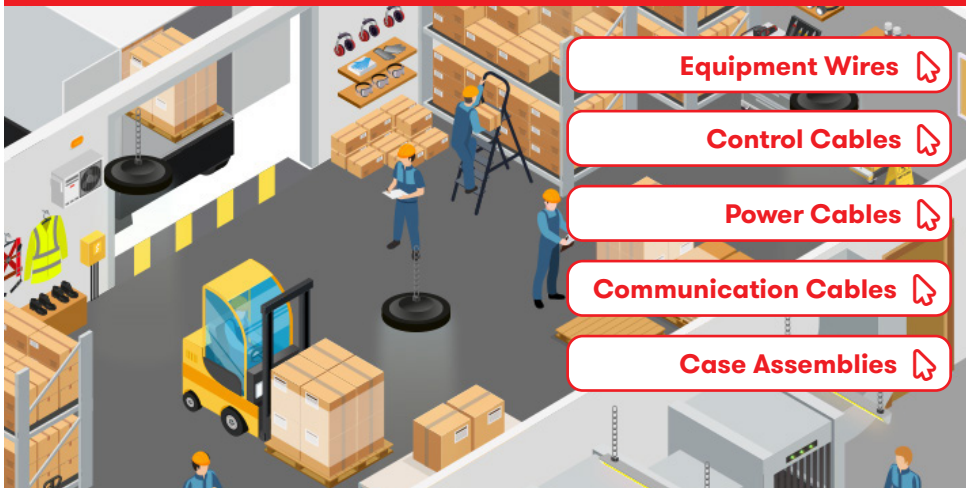 Equipment Wires
Control Cables
Power Cables
Communication Cables
Case Assemblies